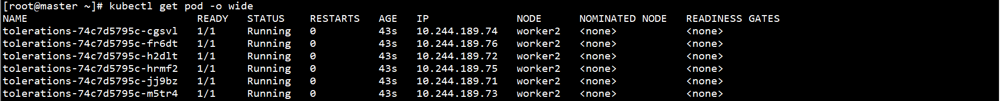 [root@master ~]# kubectl get pod -o wide
NAME                           READY   STATUS    RESTARTS   AGE   IP              NODE      NOMINATED NODE   READINESS GATES
tolerations-74c7d5795c-cgsvl   1/1     Running   0          43s   10.244.189.74   worker2   <none>           <none>
tolerations-74c7d5795c-fr6dt   1/1     Running   0          43s   10.244.189.76   worker2   <none>           <none>
tolerations-74c7d5795c-h2dlt   1/1     Running   0          43s   10.244.189.72   worker2   <none>           <none>
tolerations-74c7d5795c-hrmf2   1/1     Running   0          43s   10.244.189.75   worker2   <none>           <none>
tolerations-74c7d5795c-jj9bz   1/1     Running   0          43s   10.244.189.71   worker2   <none>           <none>
tolerations-74c7d5795c-m5tr4   1/1     Running   0          43s   10.244.189.73   worker2   <none>           <none>